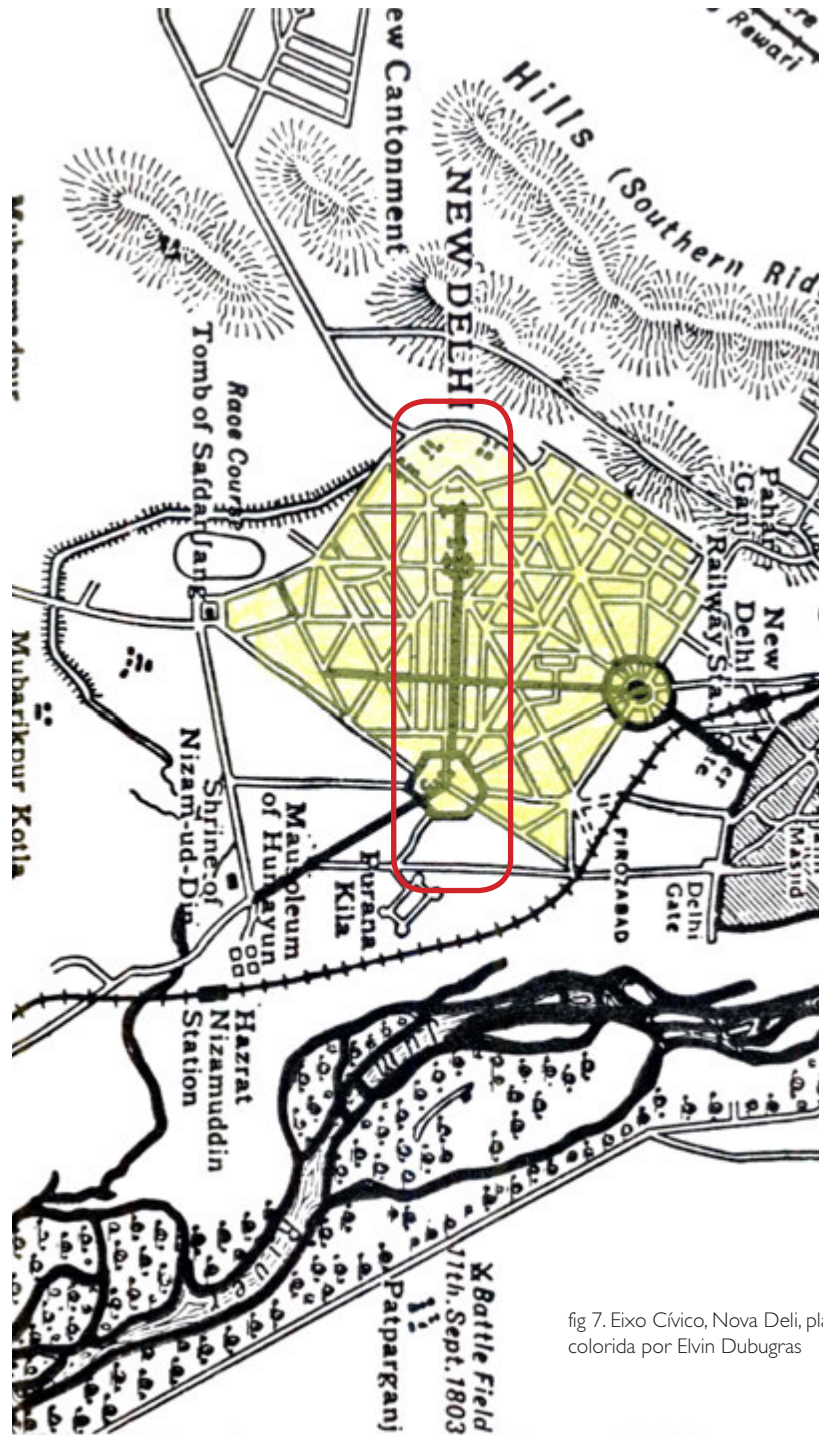 Rewari
Hills (Southern
ew Cantonment
NEW DELHI
Race Course
Tomb of Safdar Jang
New
Delhi
Railway Sta.
Masjid
Delhi
Gate
FIROZABAD
Purana
Kila
Mausoleum
of Humayun
Shrine of
Nizam-ud-Din
Mubarikpur Kotla
Hazrat
Nizamuddin
Station
River
Patparganj
Battle Field
11th. Sept. 1803
fig 7. Eixo Cívico, Nova Deli, pla
colorida por Elvin Dubugras